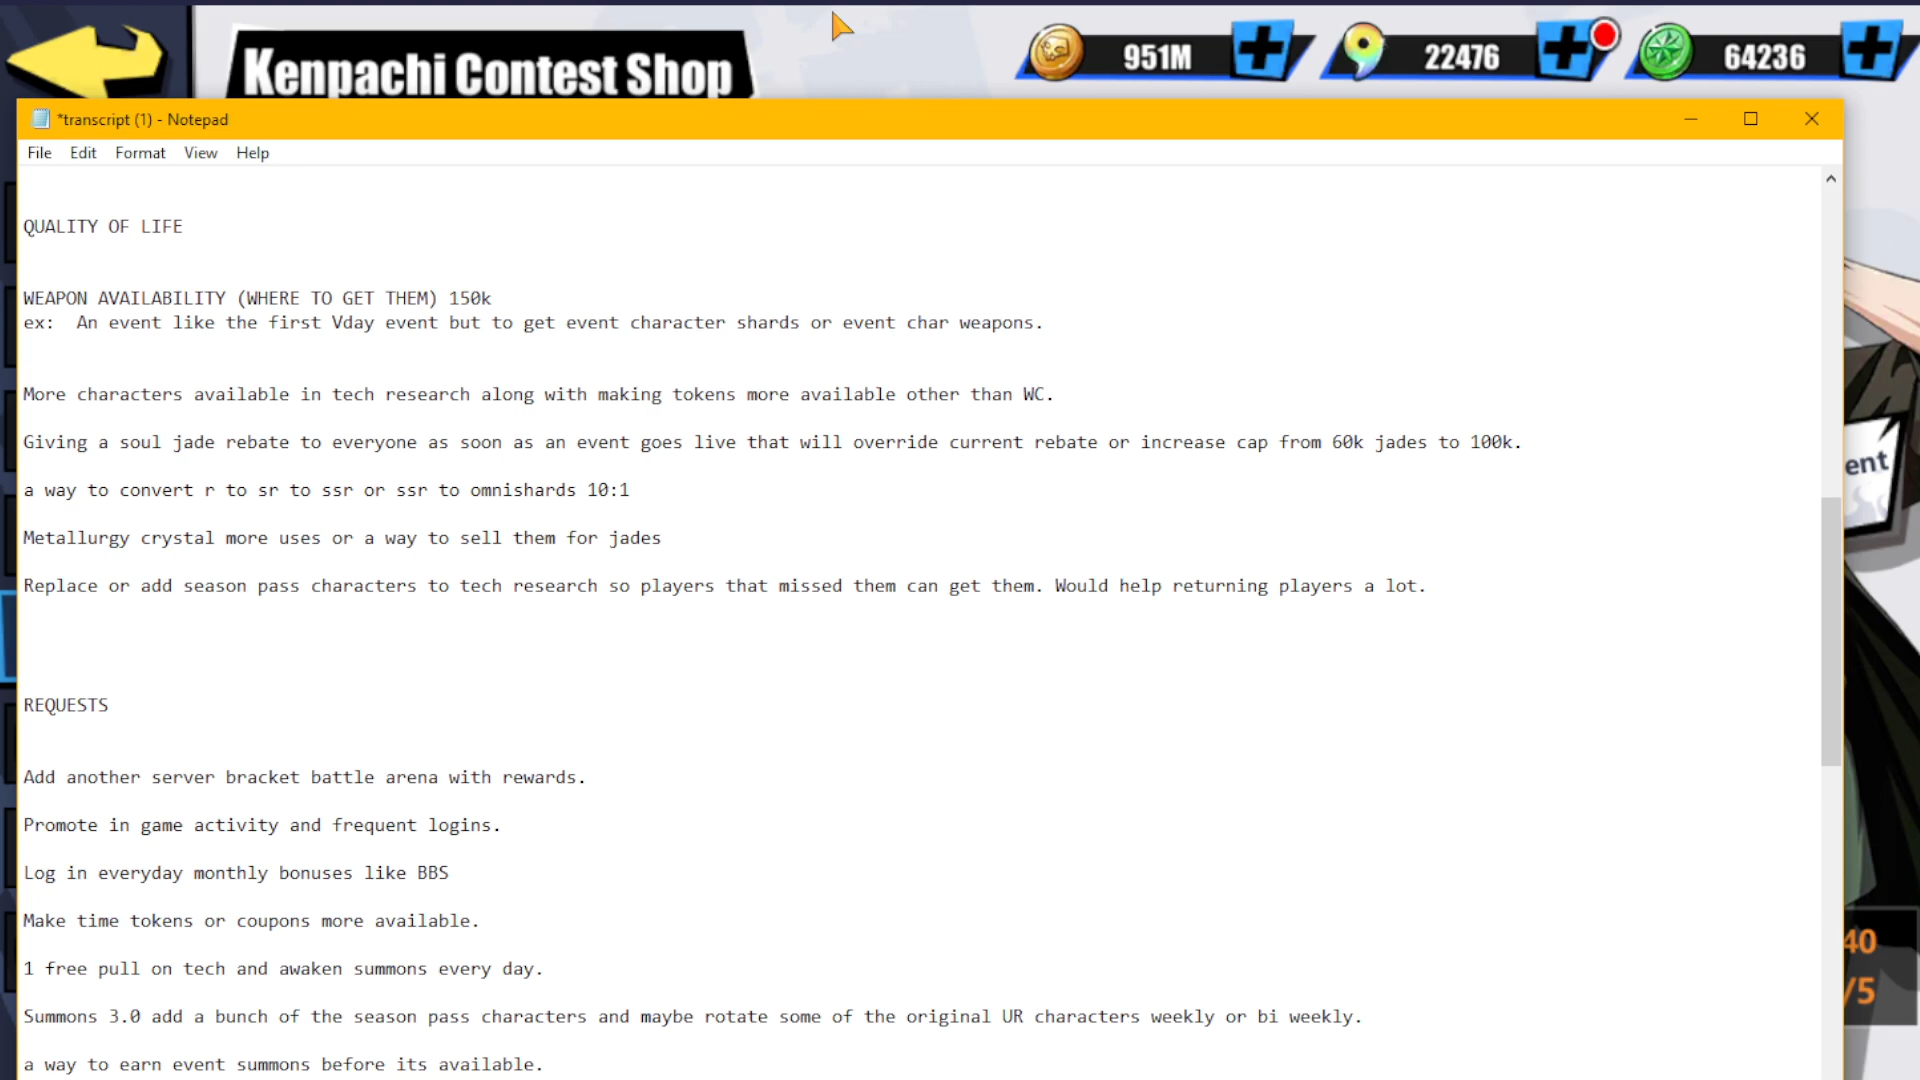 Kenpachi Contest Shop
951M
22476
64236
*transcript (1) - Notepad
File Edit Format View Help
QUALITY OF LIFE
WEAPON AVAILABILITY (WHERE TO GET THEM) 150k
ex:  An event like the first Vday event but to get event character shards or event char weapons.
More characters available in tech research along with making tokens more available other than WC.
Giving a soul jade rebate to everyone as soon as an event goes live that will override current rebate or increase cap from 60k jades to 100k.
a way to convert r to sr to ssr or ssr to omnishards 10:1
Metallurgy crystal more uses or a way to sell them for jades
Replace or add season pass characters to tech research so players that missed them can get them. Would help returning players a lot.
REQUESTS
Add another server bracket battle arena with rewards.
Promote in game activity and frequent logins.
Log in everyday monthly bonuses like BBS
Make time tokens or coupons more available.
1 free pull on tech and awaken summons every day.
Summons 3.0 add a bunch of the season pass characters and maybe rotate some of the original UR characters weekly or bi weekly.
a way to earn event summons before its available.
ent
40
/5